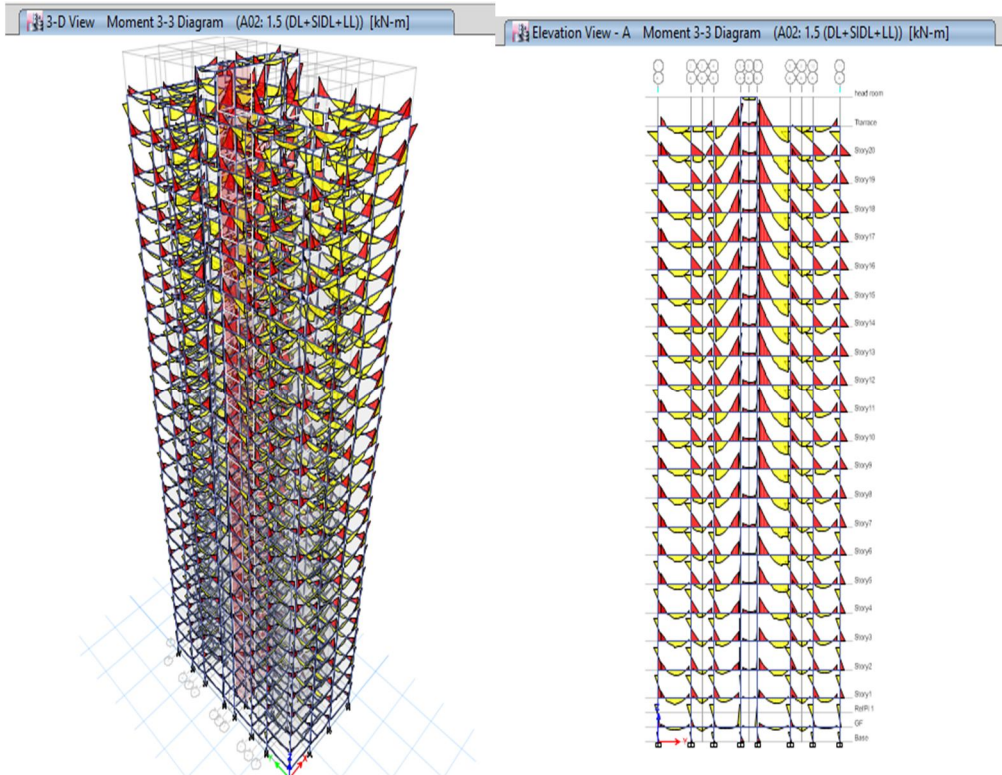 3-D View Moment 3-3 Diagram (A02: 1.5 (DL+SIDL+LL)) [kN-m]
Elevation View - A Moment 3-3 Diagram (A02: 1.5 (DL+SIDL+LL)) [kN-m]
head room
Story20
Story19
Story18
Story17
Story16
Story15
Story14
Story13
Story12
Story11
Story10
Story9
Story8
Story7
Story6
Story5
Story4
Story3
Story2
Story1
RefPl 1
GF
Base
Y